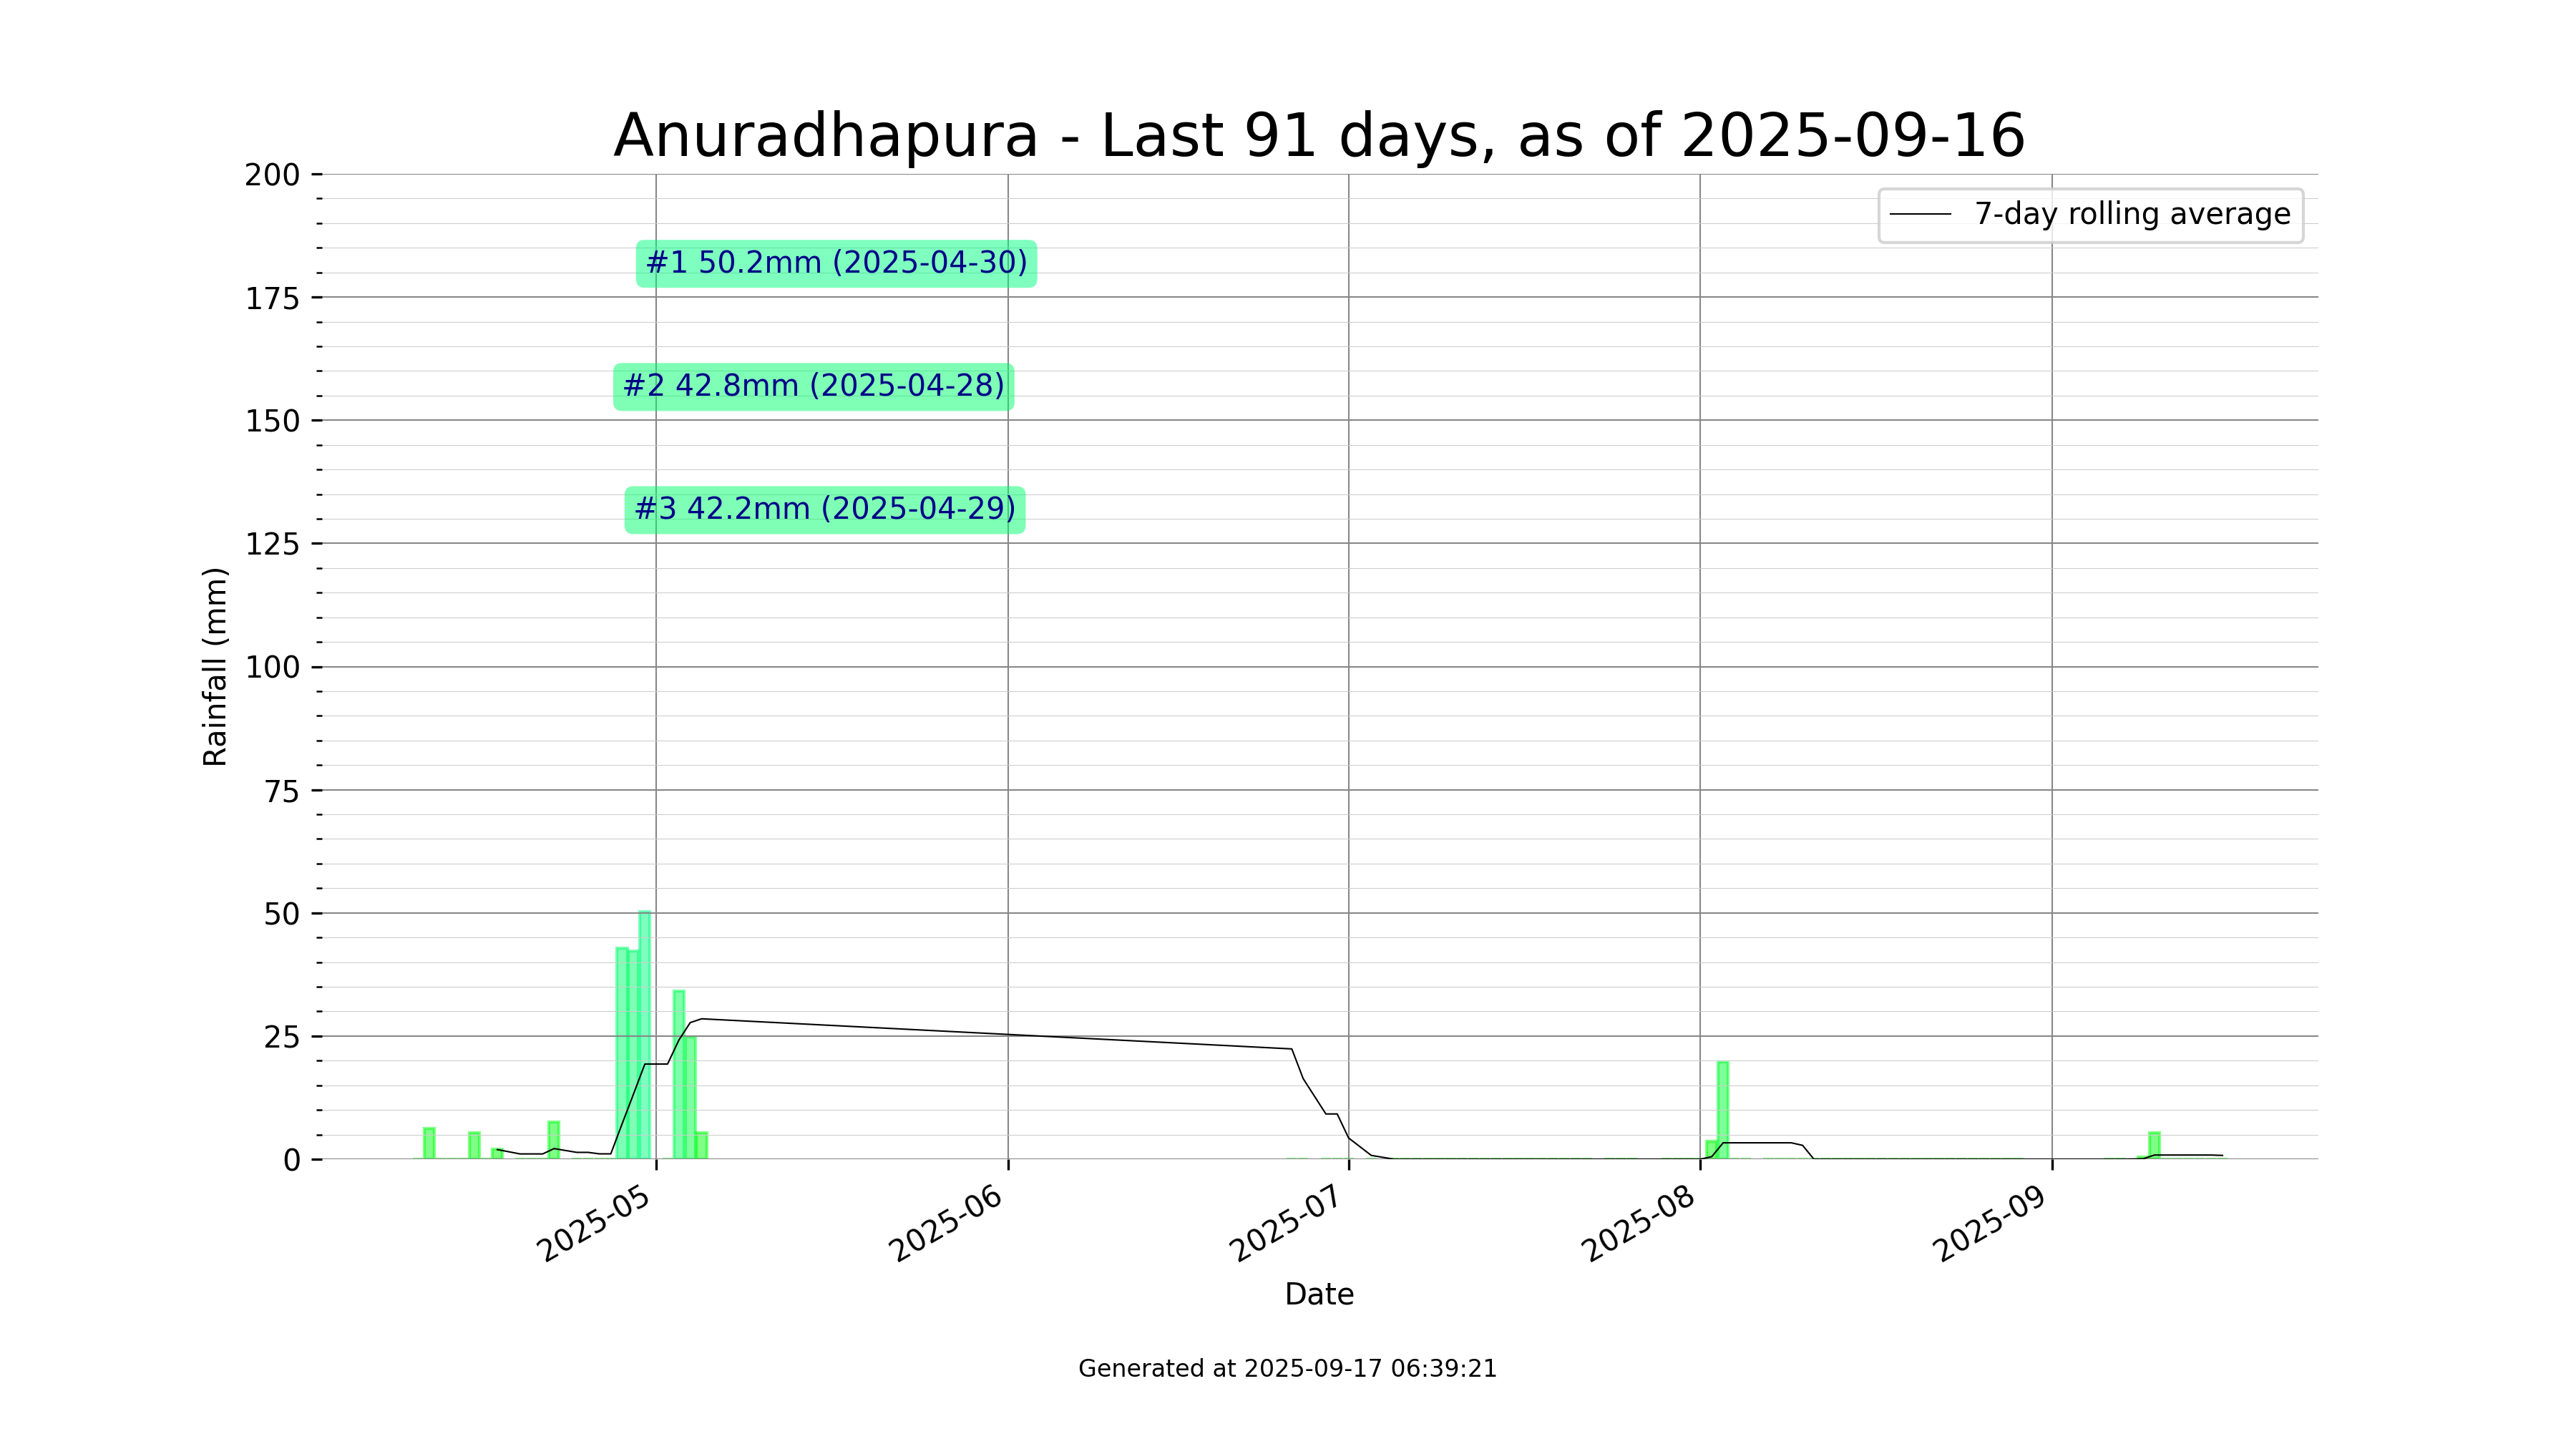 Anuradhapura - Last 91 days, as of 2025-09-16
7-day rolling average
#1 50.2mm (2025-04-30)
#2 42.8mm (2025-04-28)
#3 42.2mm (2025-04-29)
Rainfall (mm)
200
175
150
125
100
75
50
25
0
2025-05
2025-06
2025-07
2025-08
2025-09
Date
Generated at 2025-09-17 06:39:21